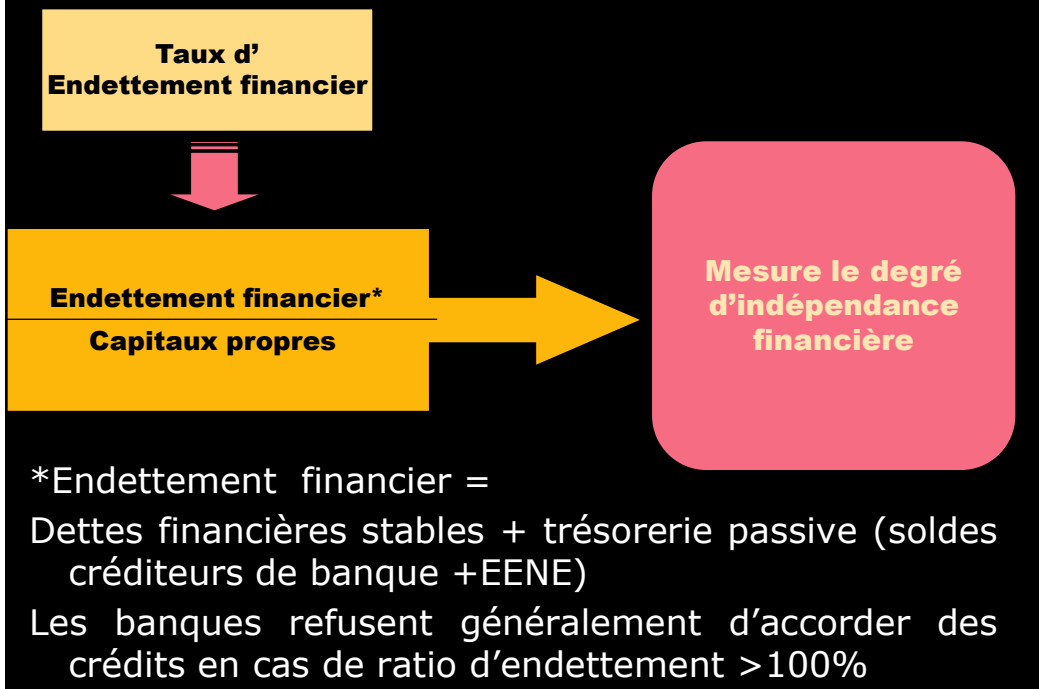 Taux d’
Endettement financier
Endettement financier*
Capitaux propres
Mesure le degré
d’indépendance
financière
*Endettement financier =
Dettes financières stables + trésorerie passive (soldes
créditeurs de banque +EENE)
Les banques refusent généralement d’accorder des
crédits en cas de ratio d’endettement >100%